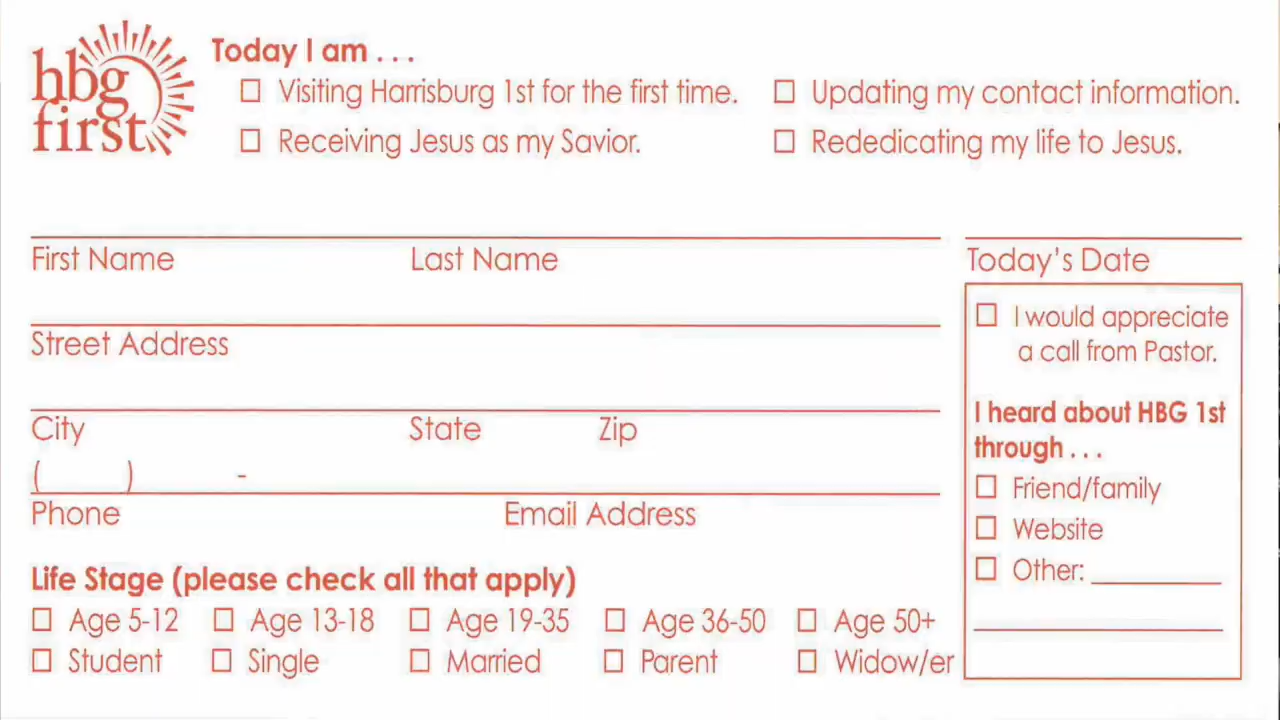 hbg
first
Today I am . . .
☐ Visiting Harrisburg 1st for the first time. ☐ Updating my contact information.
☐ Receiving Jesus as my Savior. ☐ Rededicating my life to Jesus.
First Name Last Name Today's Date
Street Address
City State Zip
( ) -
Phone Email Address
Life Stage (please check all that apply)
☐ Age 5-12 ☐ Age 13-18 ☐ Age 19-35 ☐ Age 36-50 ☐ Age 50+
☐ Student ☐ Single ☐ Married ☐ Parent ☐ Widow/er
☐ I would appreciate
a call from Pastor.
I heard about HBG 1st
through . . .
☐ Friend/family
☐ Website
☐ Other: ___________